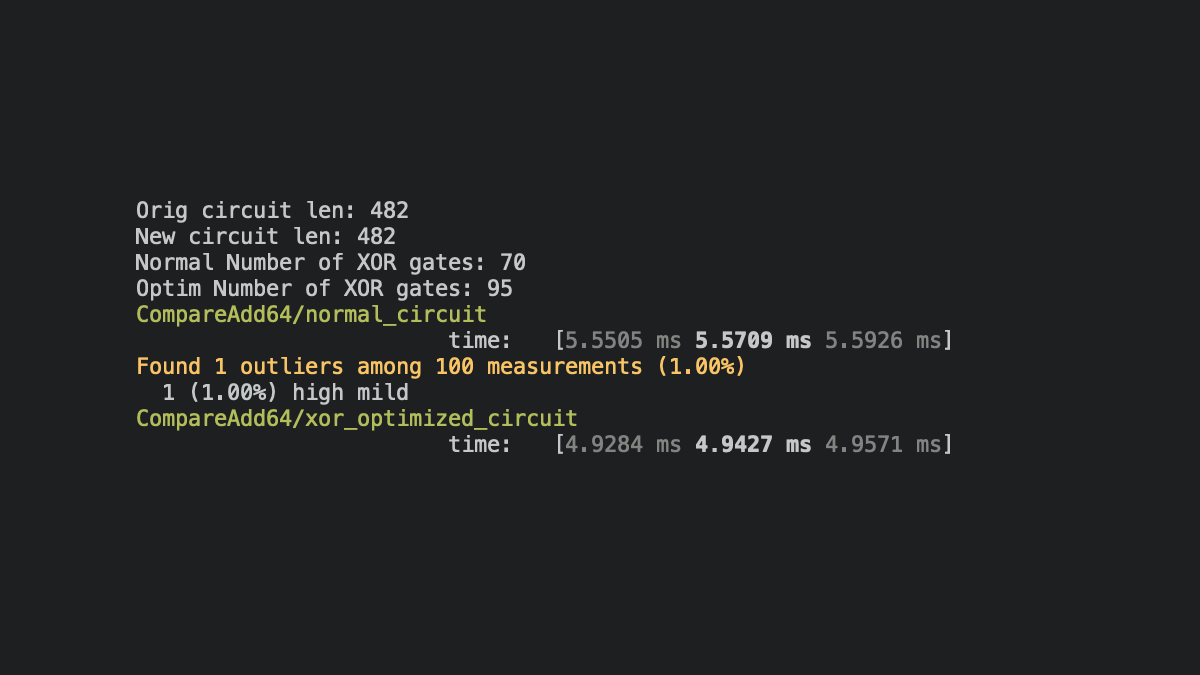 Orig circuit len: 482
New circuit len: 482
Normal Number of XOR gates: 70
Optim Number of XOR gates: 95
CompareAdd64/normal_circuit
time: [5.5505 ms 5.5709 ms 5.5926 ms]
Found 1 outliers among 100 measurements (1.00%)
1 (1.00%) high mild
CompareAdd64/xor_optimized_circuit
time: [4.9284 ms 4.9427 ms 4.9571 ms]